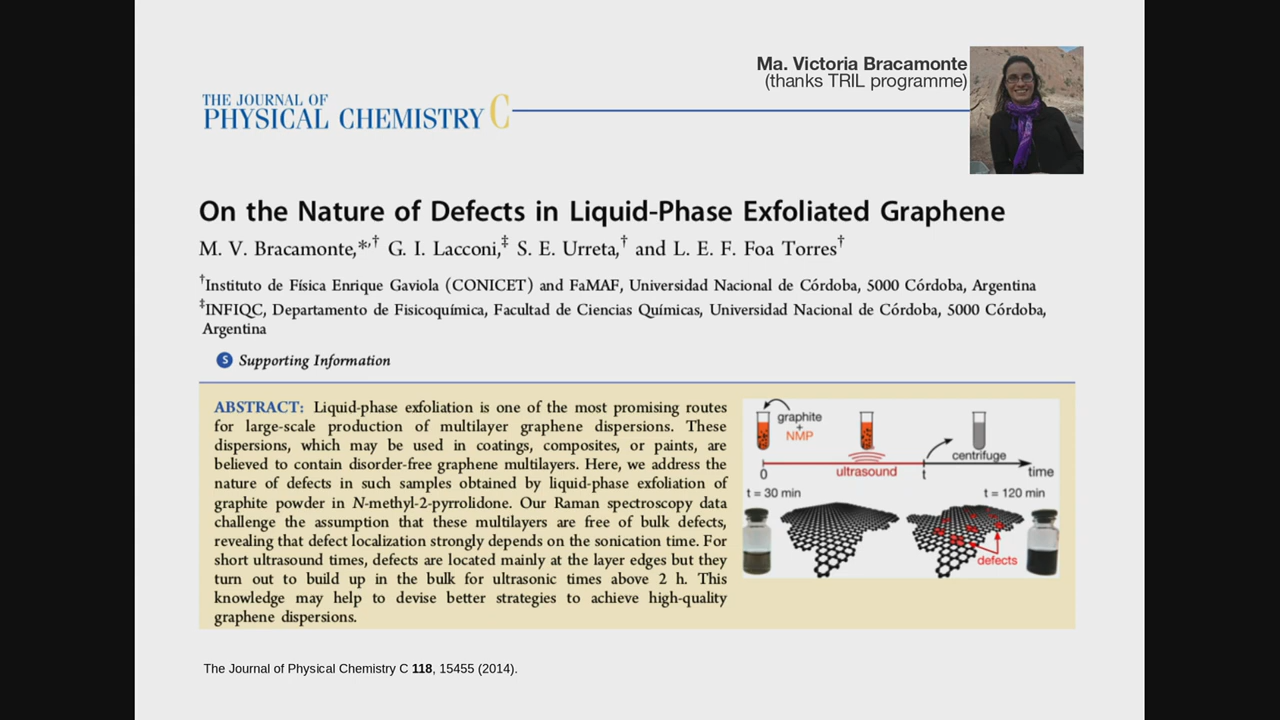 Ma. Victoria Bracamonte
(thanks TRIL programme)
THE JOURNAL OF
PHYSICAL CHEMISTRY C
On the Nature of Defects in Liquid-Phase Exfoliated Graphene
M. V. Bracamonte,*,† G. I. Lacconi,‡ S. E. Urreta,† and L. E. F. Foa Torres†
†Instituto de Física Enrique Gaviola (CONICET) and FaMAF, Universidad Nacional de Córdoba, 5000 Córdoba, Argentina
‡INFIQC, Departamento de Fisicoquímica, Facultad de Ciencias Químicas, Universidad Nacional de Córdoba, 5000 Córdoba,
Argentina
S Supporting Information
ABSTRACT: Liquid-phase exfoliation is one of the most promising routes
for large-scale production of multilayer graphene dispersions. These
dispersions, which may be used in coatings, composites, or paints, are
believed to contain disorder-free graphene multilayers. Here, we address the
nature of defects in such samples obtained by liquid-phase exfoliation of
graphite powder in N-methyl-2-pyrrolidone. Our Raman spectroscopy data
challenge the assumption that these multilayers are free of bulk defects,
revealing that defect localization strongly depends on the sonication time. For
short ultrasound times, defects are located mainly at the layer edges but they
turn out to build up in the bulk for ultrasonic times above 2 h. This
knowledge may help to devise better strategies to achieve high-quality
graphene dispersions.
graphite
+
NMP
centrifuge
0
ultrasound
t
time
t = 30 min
t = 120 min
defects
The Journal of Physical Chemistry C 118, 15455 (2014).